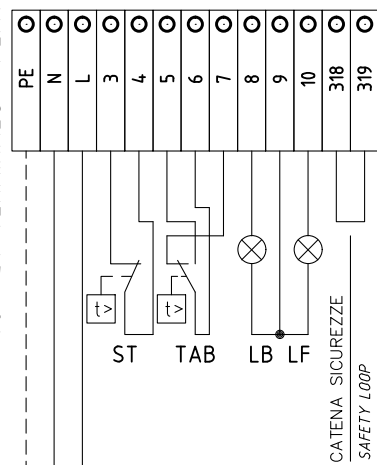 PE
N
L
3
4
5
6
7
8
9
10
318
319
t>
t>
ST
TAB
LB
LF
CATENA SICUREZZE
SAFETY LOOP